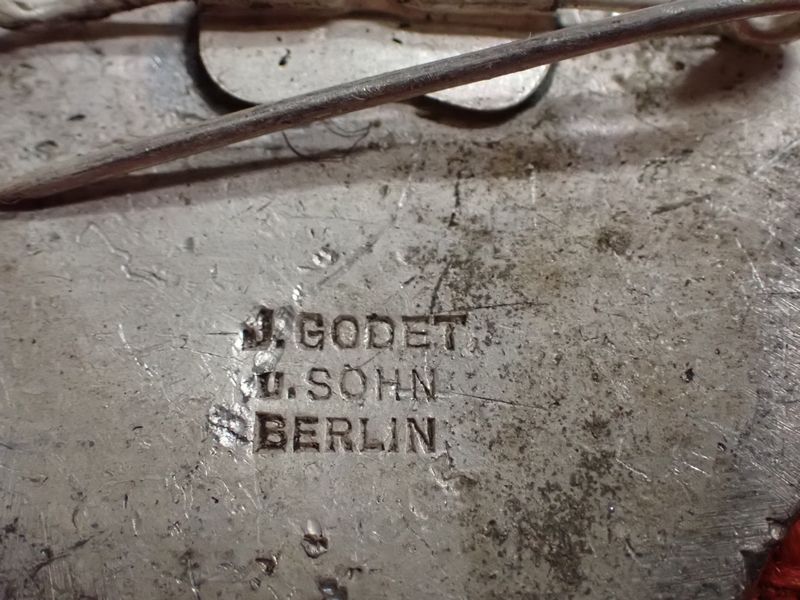 J. GODET
U. SOHN
BERLIN